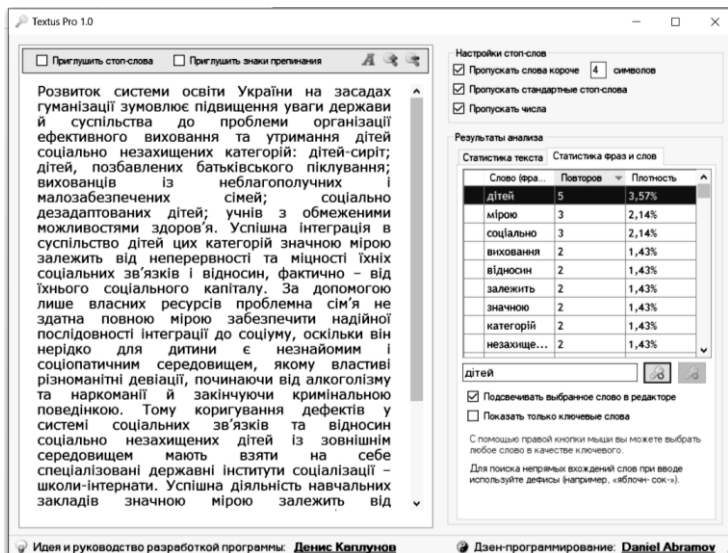 Textus Pro 1.0
Приглушить стоп-слова Приглушить знаки препинания
Розвиток системи освіти України на засадах
гуманізації зумовлює підвищення уваги держави
й суспільства до проблеми організації
ефективного виховання та утримання дітей
соціально незахищених категорій: дітей-сиріт;
дітей, позбавлених батьківського піклування;
вихованців із неблагополучних і
малозабезпечених сімей; соціально
дезадаптованих дітей; учнів з обмеженими
можливостями здоров'я. Успішна інтеграція в
суспільство дітей цих категорій значною мірою
залежить від неперервності та міцності їхніх
соціальних зв'язків і відносин, фактично – від
їхнього соціального капіталу. За допомогою
лише власних ресурсів проблемна сім'я не
здатна повною мірою забезпечити надійної
послідовності інтеграції до соціуму, оскільки він
нерідко для дитини є незнайомим і
соціопатичним середовищем, якому властиві
різноманітні девіації, починаючи від алкоголізму
та наркоманії й закінчуючи кримінальною
поведінкою. Тому коригування дефектів у
системі соціальних зв'язків та відносин
соціально незахищених дітей із зовнішнім
середовищем мають взяти на себе
спеціалізовані державні інститути соціалізації –
школи-інтернати. Успішна діяльність навчальних
закладів значною мірою залежить від
Настройки стоп-слов
Пропускать слова короче 4 символов
Пропускать стандартные стоп-слова
Пропускать числа
Результаты анализа
Статистика текста Статистика фраз и слов
Слово (фра... Повторов Плотность
дітей 5 3,57%
мірою 3 2,14%
соціально 3 2,14%
виховання 2 1,43%
відносин 2 1,43%
залежить 2 1,43%
значною 2 1,43%
категорій 2 1,43%
незахище... 2 1,43%
дітей
Подсвечивать выбранное слово в редакторе
Показать только ключевые слова
С помощью правой кнопки мыши вы можете выбрать
любое слово в качестве ключевого.
Для поиска непрямых вхождений слов при вводе
используйте дефисы (например, «яблочн- сок-»).
Идея и руководство разработкой программы: Денис Каплунов
Дзен-программирование: Daniel Abramov